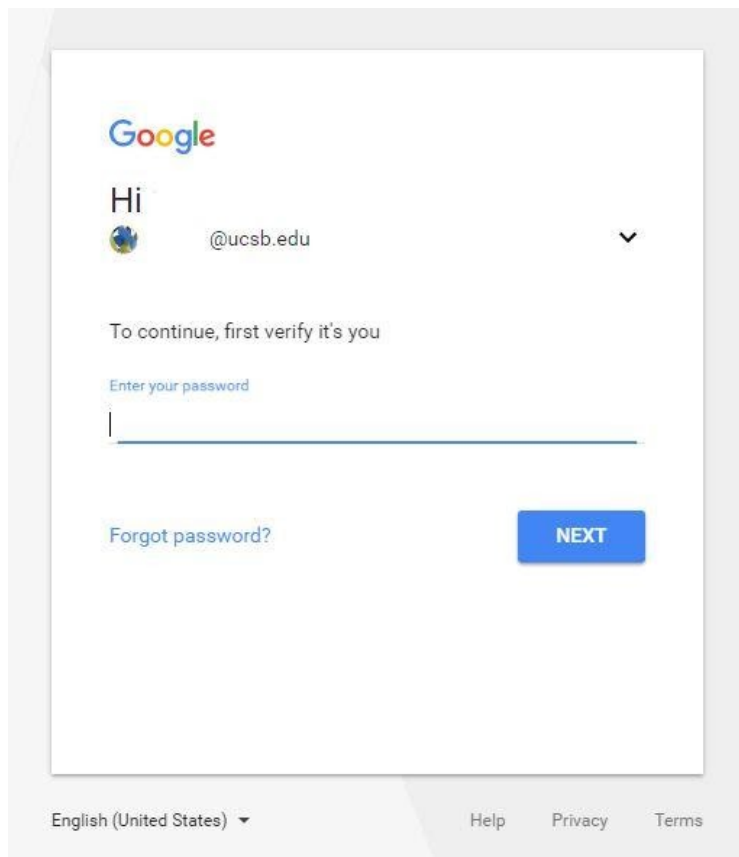 Google
Hi
@ucsb.edu
To continue, first verify it's you
Enter your password
Forgot password? NEXT
English (United States) Help Privacy Terms